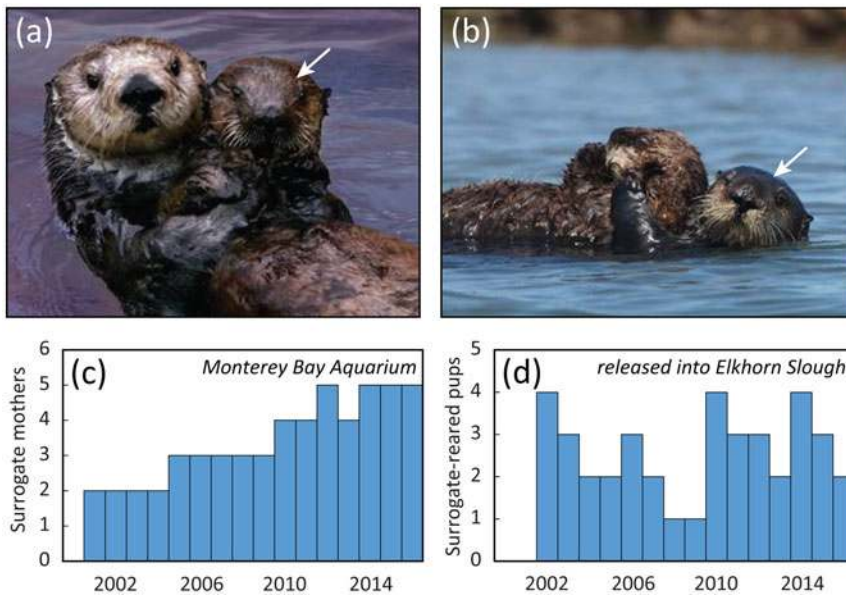 (a)
(b)
(c)
Monterey Bay Aquarium
Surrogate mothers
6
5
4
3
2
1
0
2002 2006 2010 2014
(d)
released into Elkhorn Slough
Surrogate-reared pups
5
4
3
2
1
0
2002 2006 2010 2014